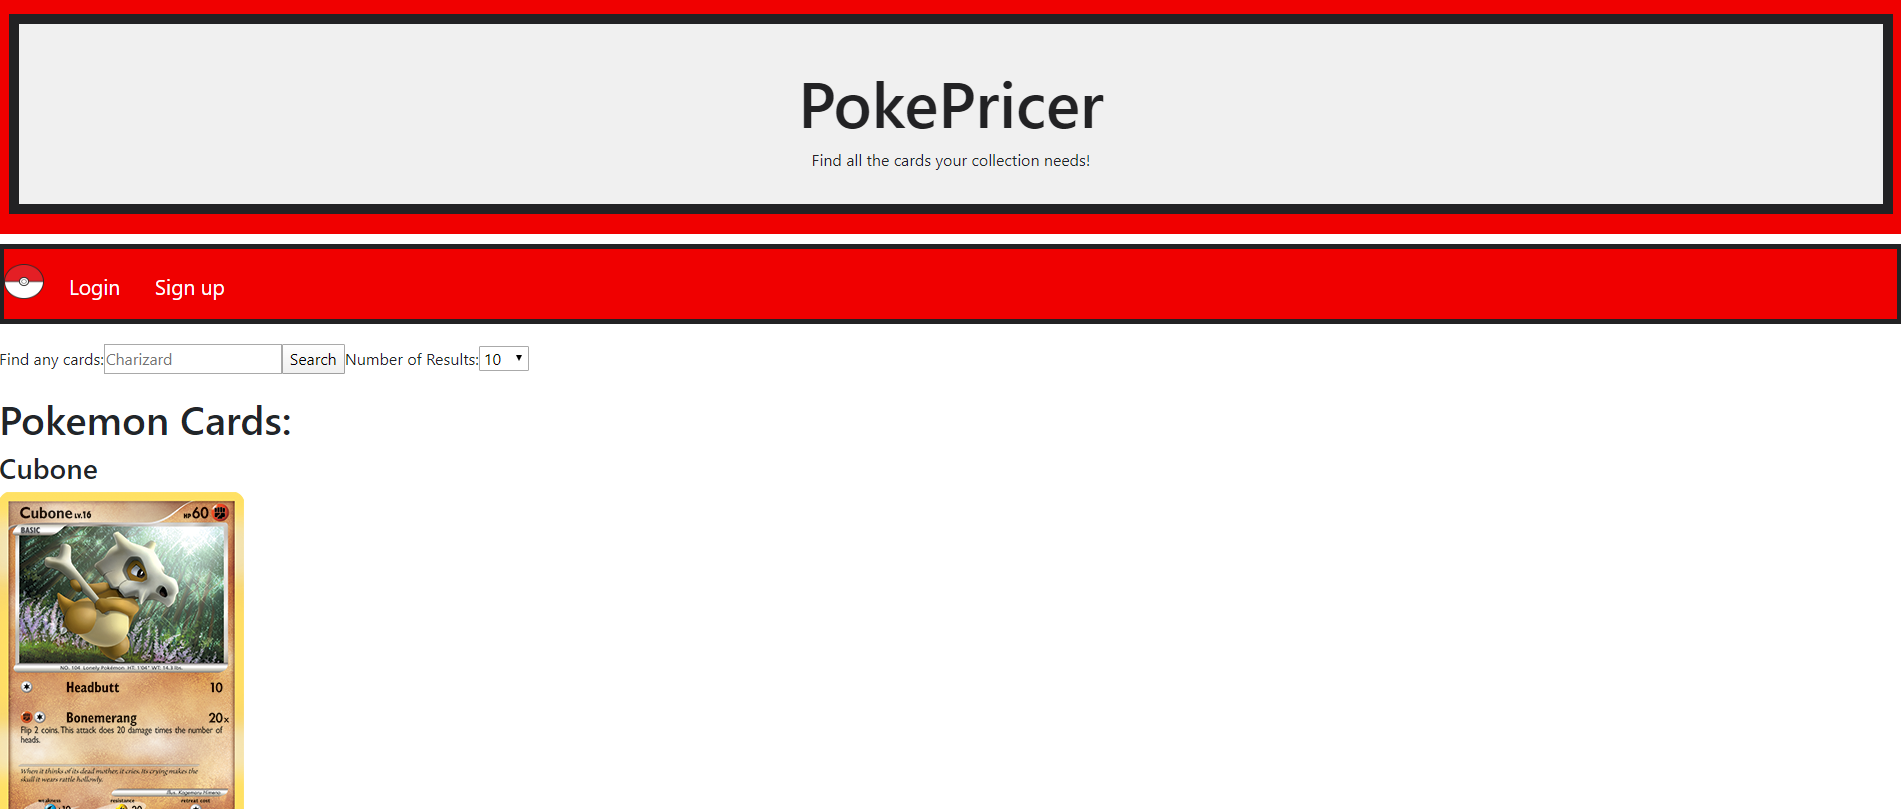 PokePricer
Find all the cards your collection needs!
Login Sign up
Find any cards: Charizard Search Number of Results: 10
Pokemon Cards:
Cubone
Cubone LV.16 HP 60
BASIC
NO. 104 Lonely Pokémon HT: 1'04" WT: 14.3 lbs.
Headbutt 10
Bonemerang 20x
Flip 2 coins. This attack does 20 damage times the number of
heads.
When it thinks of its dead mother, it cries. Its crying makes the
skull it wears rattle hollowly.
Illus. Kagemaru Himeno
weakness resistance retreat cost
+10 -20